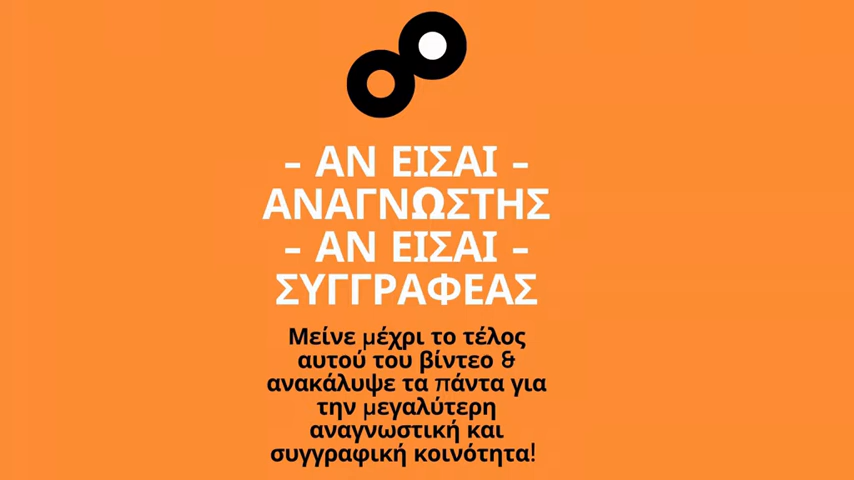 - ΑΝ ΕΙΣΑΙ -
ΑΝΑΓΝΩΣΤΗΣ
- ΑΝ ΕΙΣΑΙ -
ΣΥΓΓΡΑΦΕΑΣ
Μείνε μέχρι το τέλος
αυτού του βίντεο &
ανακάλυψε τα πάντα για
την μεγαλύτερη
αναγνωστική και
συγγραφική κοινότητα!